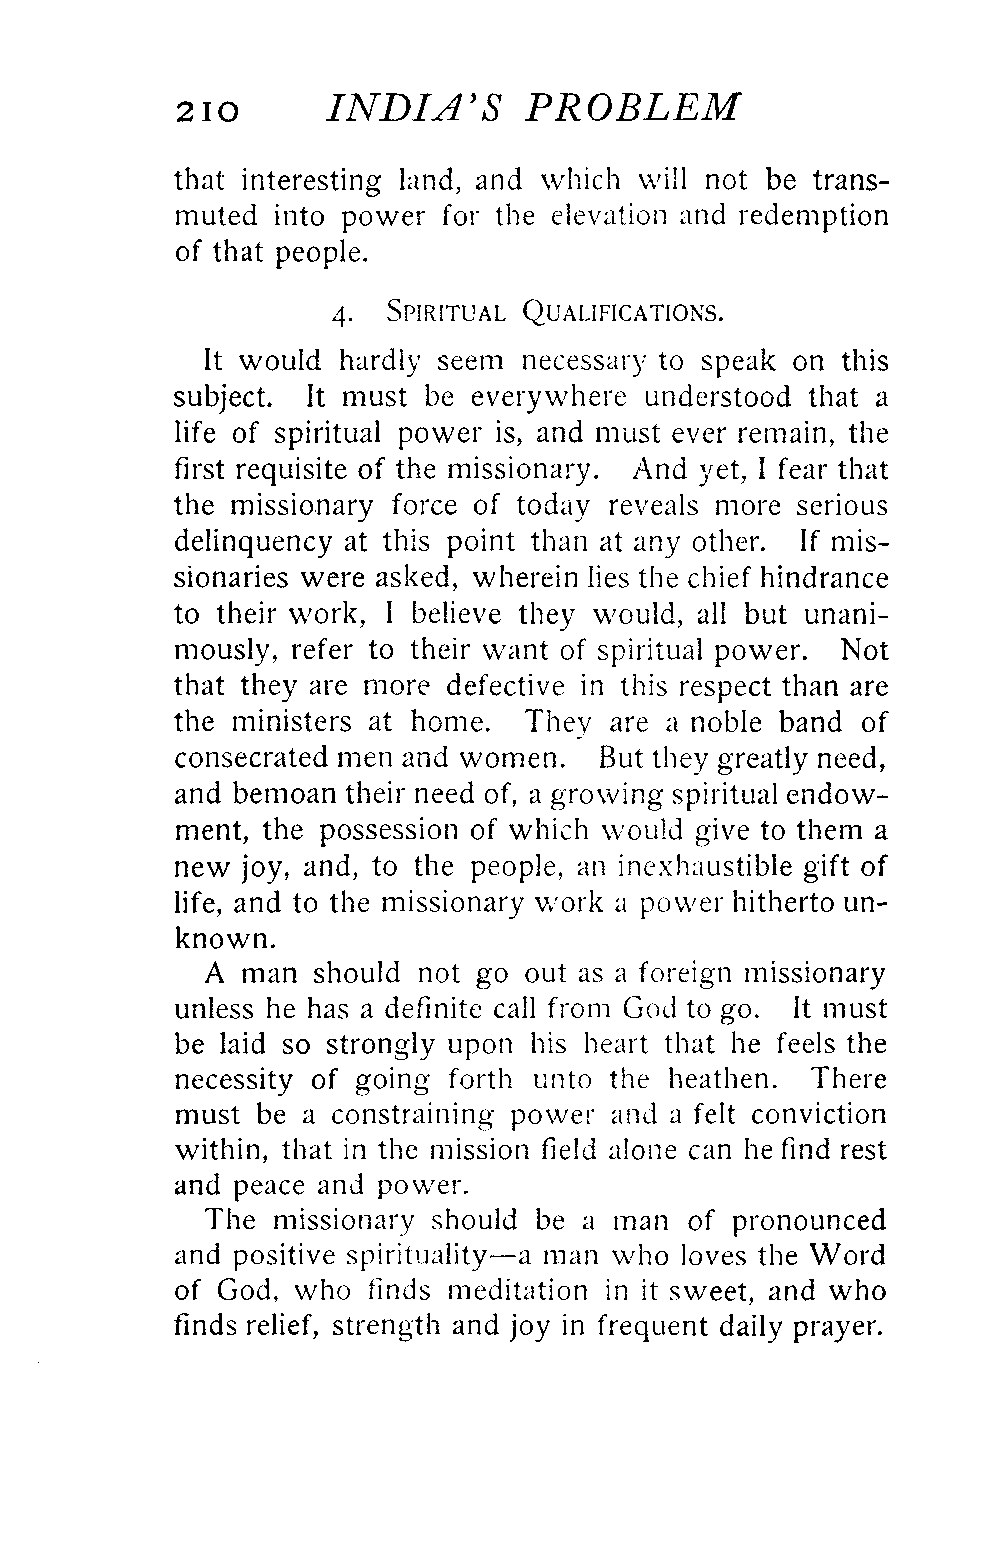 210 INDIA'S PROBLEM
that interesting land, and which will not be trans-
muted into power for the elevation and redemption
of that people.
4. SPIRITUAL QUALIFICATIONS.
It would hardly seem necessary to speak on this
subject. It must be everywhere understood that a
life of spiritual power is, and must ever remain, the
first requisite of the missionary. And yet, I fear that
the missionary force of today reveals more serious
delinquency at this point than at any other. If mis-
sionaries were asked, wherein lies the chief hindrance
to their work, I believe they would, all but unani-
mously, refer to their want of spiritual power. Not
that they are more defective in this respect than are
the ministers at home. They are a noble band of
consecrated men and women. But they greatly need,
and bemoan their need of, a growing spiritual endow-
ment, the possession of which would give to them a
new joy, and, to the people, an inexhaustible gift of
life, and to the missionary work a power hitherto un-
known.
A man should not go out as a foreign missionary
unless he has a definite call from God to go. It must
be laid so strongly upon his heart that he feels the
necessity of going forth unto the heathen. There
must be a constraining power and a felt conviction
within, that in the mission field alone can he find rest
and peace and power.
The missionary should be a man of pronounced
and positive spirituality—a man who loves the Word
of God, who finds meditation in it sweet, and who
finds relief, strength and joy in frequent daily prayer.